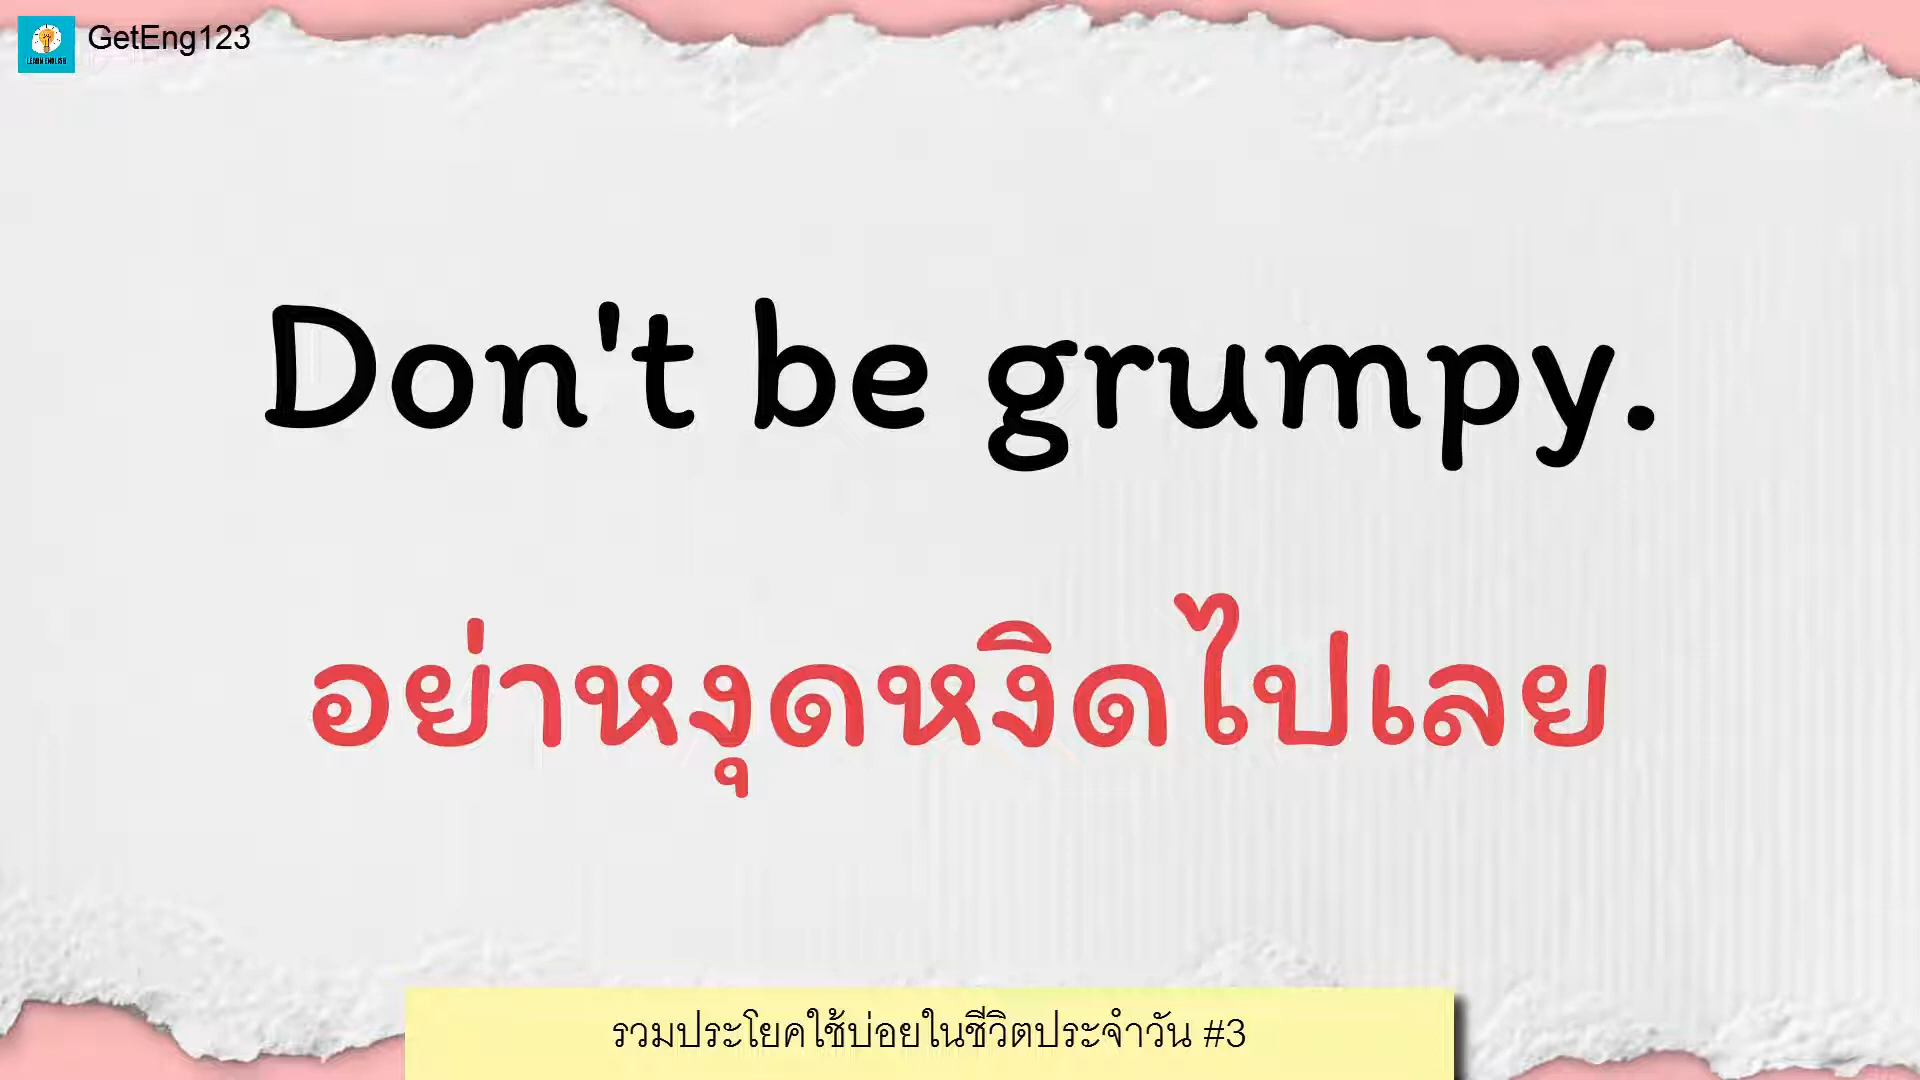 GetEng123
LEARN ENGLISH
Don't be grumpy.
อย่าหงุดหงิดไปเลย
รวมประโยคใช้บ่อยในชีวิตประจำวัน #3